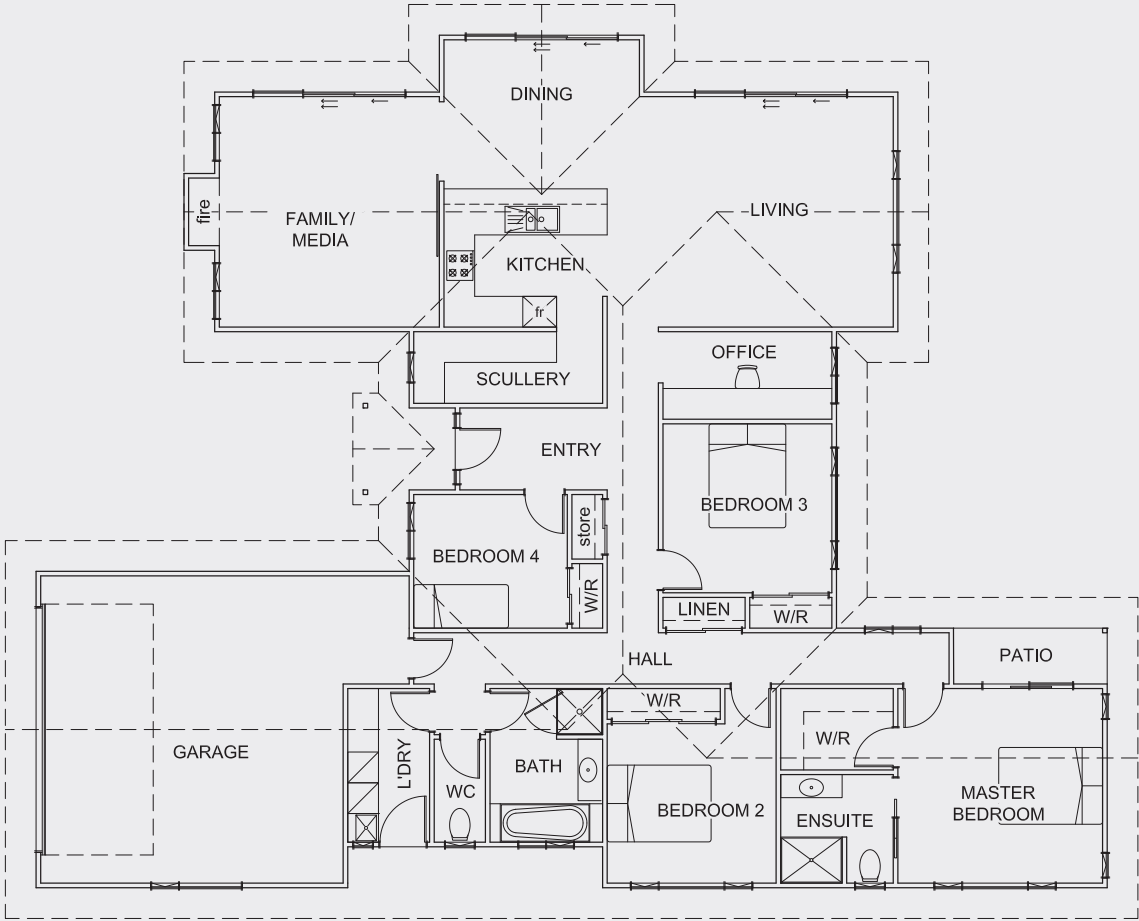 DINING
fire
FAMILY/
MEDIA
LIVING
KITCHEN
fr
OFFICE
SCULLERY
ENTRY
BEDROOM 3
store
BEDROOM 4
W/R
LINEN
W/R
HALL
PATIO
W/R
GARAGE
L'DRY
WC
BATH
W/R
BEDROOM 2
ENSUITE
MASTER
BEDROOM